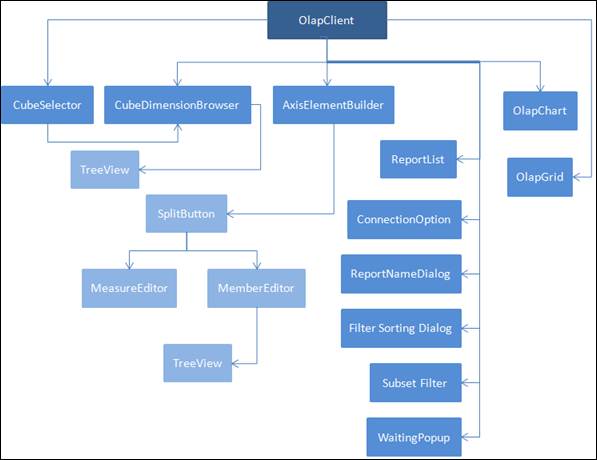 OlapClient
CubeSelector
CubeDimensionBrowser
AxisElementBuilder
OlapChart
ReportList
TreeView
OlapGrid
SplitButton
ConnectionOption
MeasureEditor
MemberEditor
ReportNameDialog
Filter Sorting Dialog
TreeView
Subset Filter
WaitingPopup